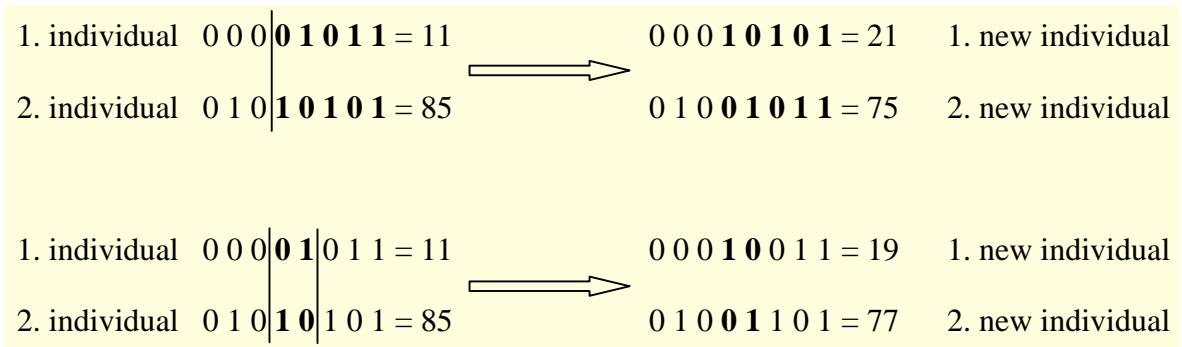 1. individual 0 0 0 0 1 0 1 1 = 11 0 0 0 1 0 1 0 1 = 21 1. new individual
2. individual 0 1 0 1 0 1 0 1 = 85 0 1 0 0 1 0 1 1 = 75 2. new individual
1. individual 0 0 0 0 1 0 1 1 = 11 0 0 0 1 0 0 1 1 = 19 1. new individual
2. individual 0 1 0 1 0 1 0 1 = 85 0 1 0 0 1 1 0 1 = 77 2. new individual